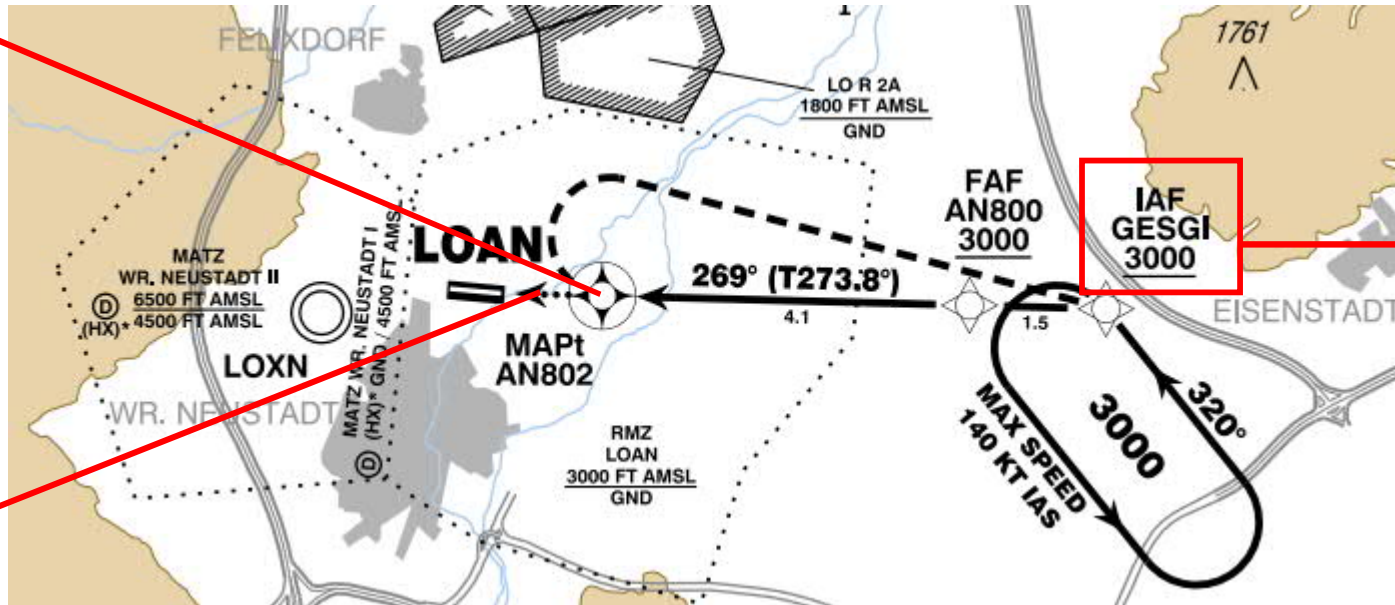 FELIXDORF
1761
LO R 2A
1800 FT AMSL
GND
FAF
AN800
3000
IAF
GESGI
3000
LOAN
269° (T273.8°)
4.1
1.5
EISENSTADT
MATZ
WR. NEUSTADT II
6500 FT AMSL
4500 FT AMSL
D
(HX)*
LOXN
MATZ WR. NEUSTADT I
(HX)* GND / 4500 FT AMSL
D
MAPt
AN802
WR. NEUSTADT
RMZ
LOAN
3000 FT AMSL
GND
MAX SPEED
140 KT IAS
3000
320°